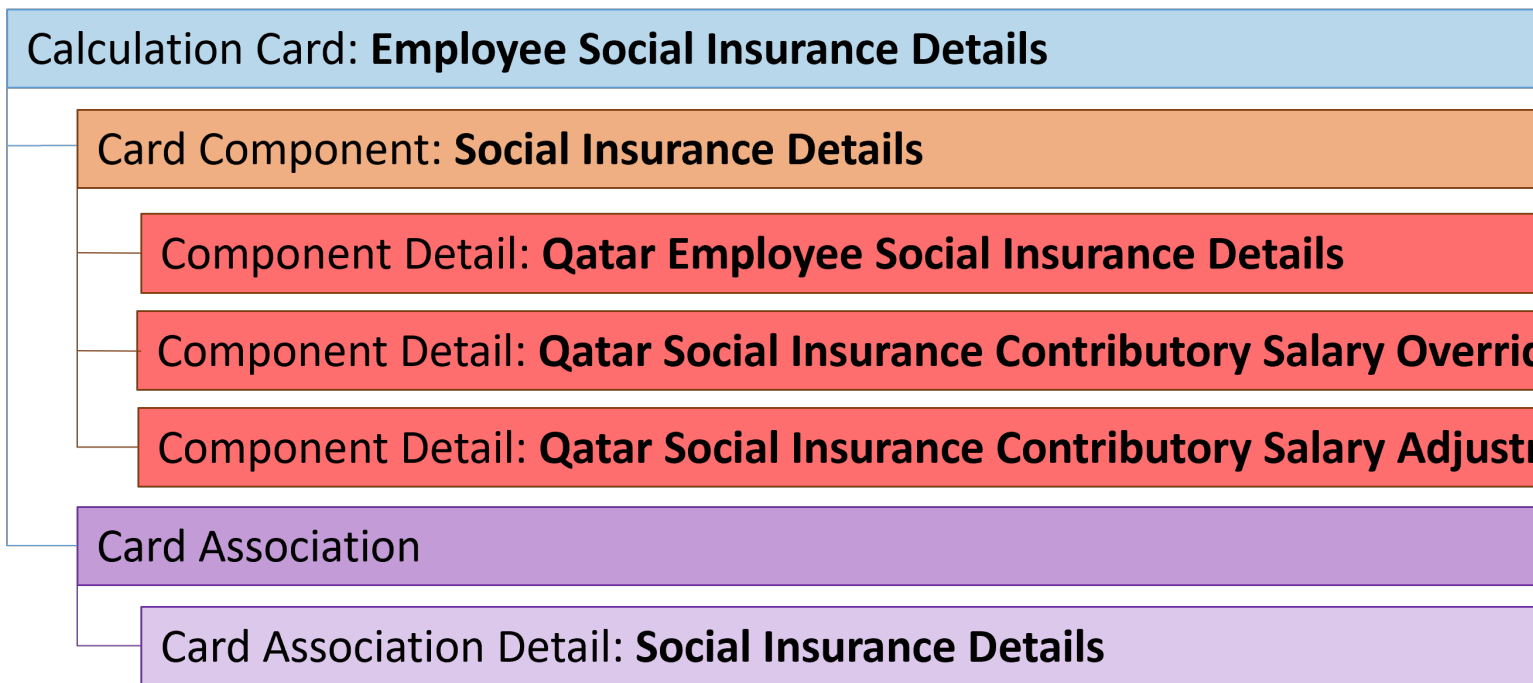 Calculation Card: Employee Social Insurance Details
Card Component: Social Insurance Details
Component Detail: Qatar Employee Social Insurance Details
Component Detail: Qatar Social Insurance Contributory Salary
Component Detail: Qatar Social Insurance Contributory Salary
Card Association
Card Association Detail: Social Insurance Details